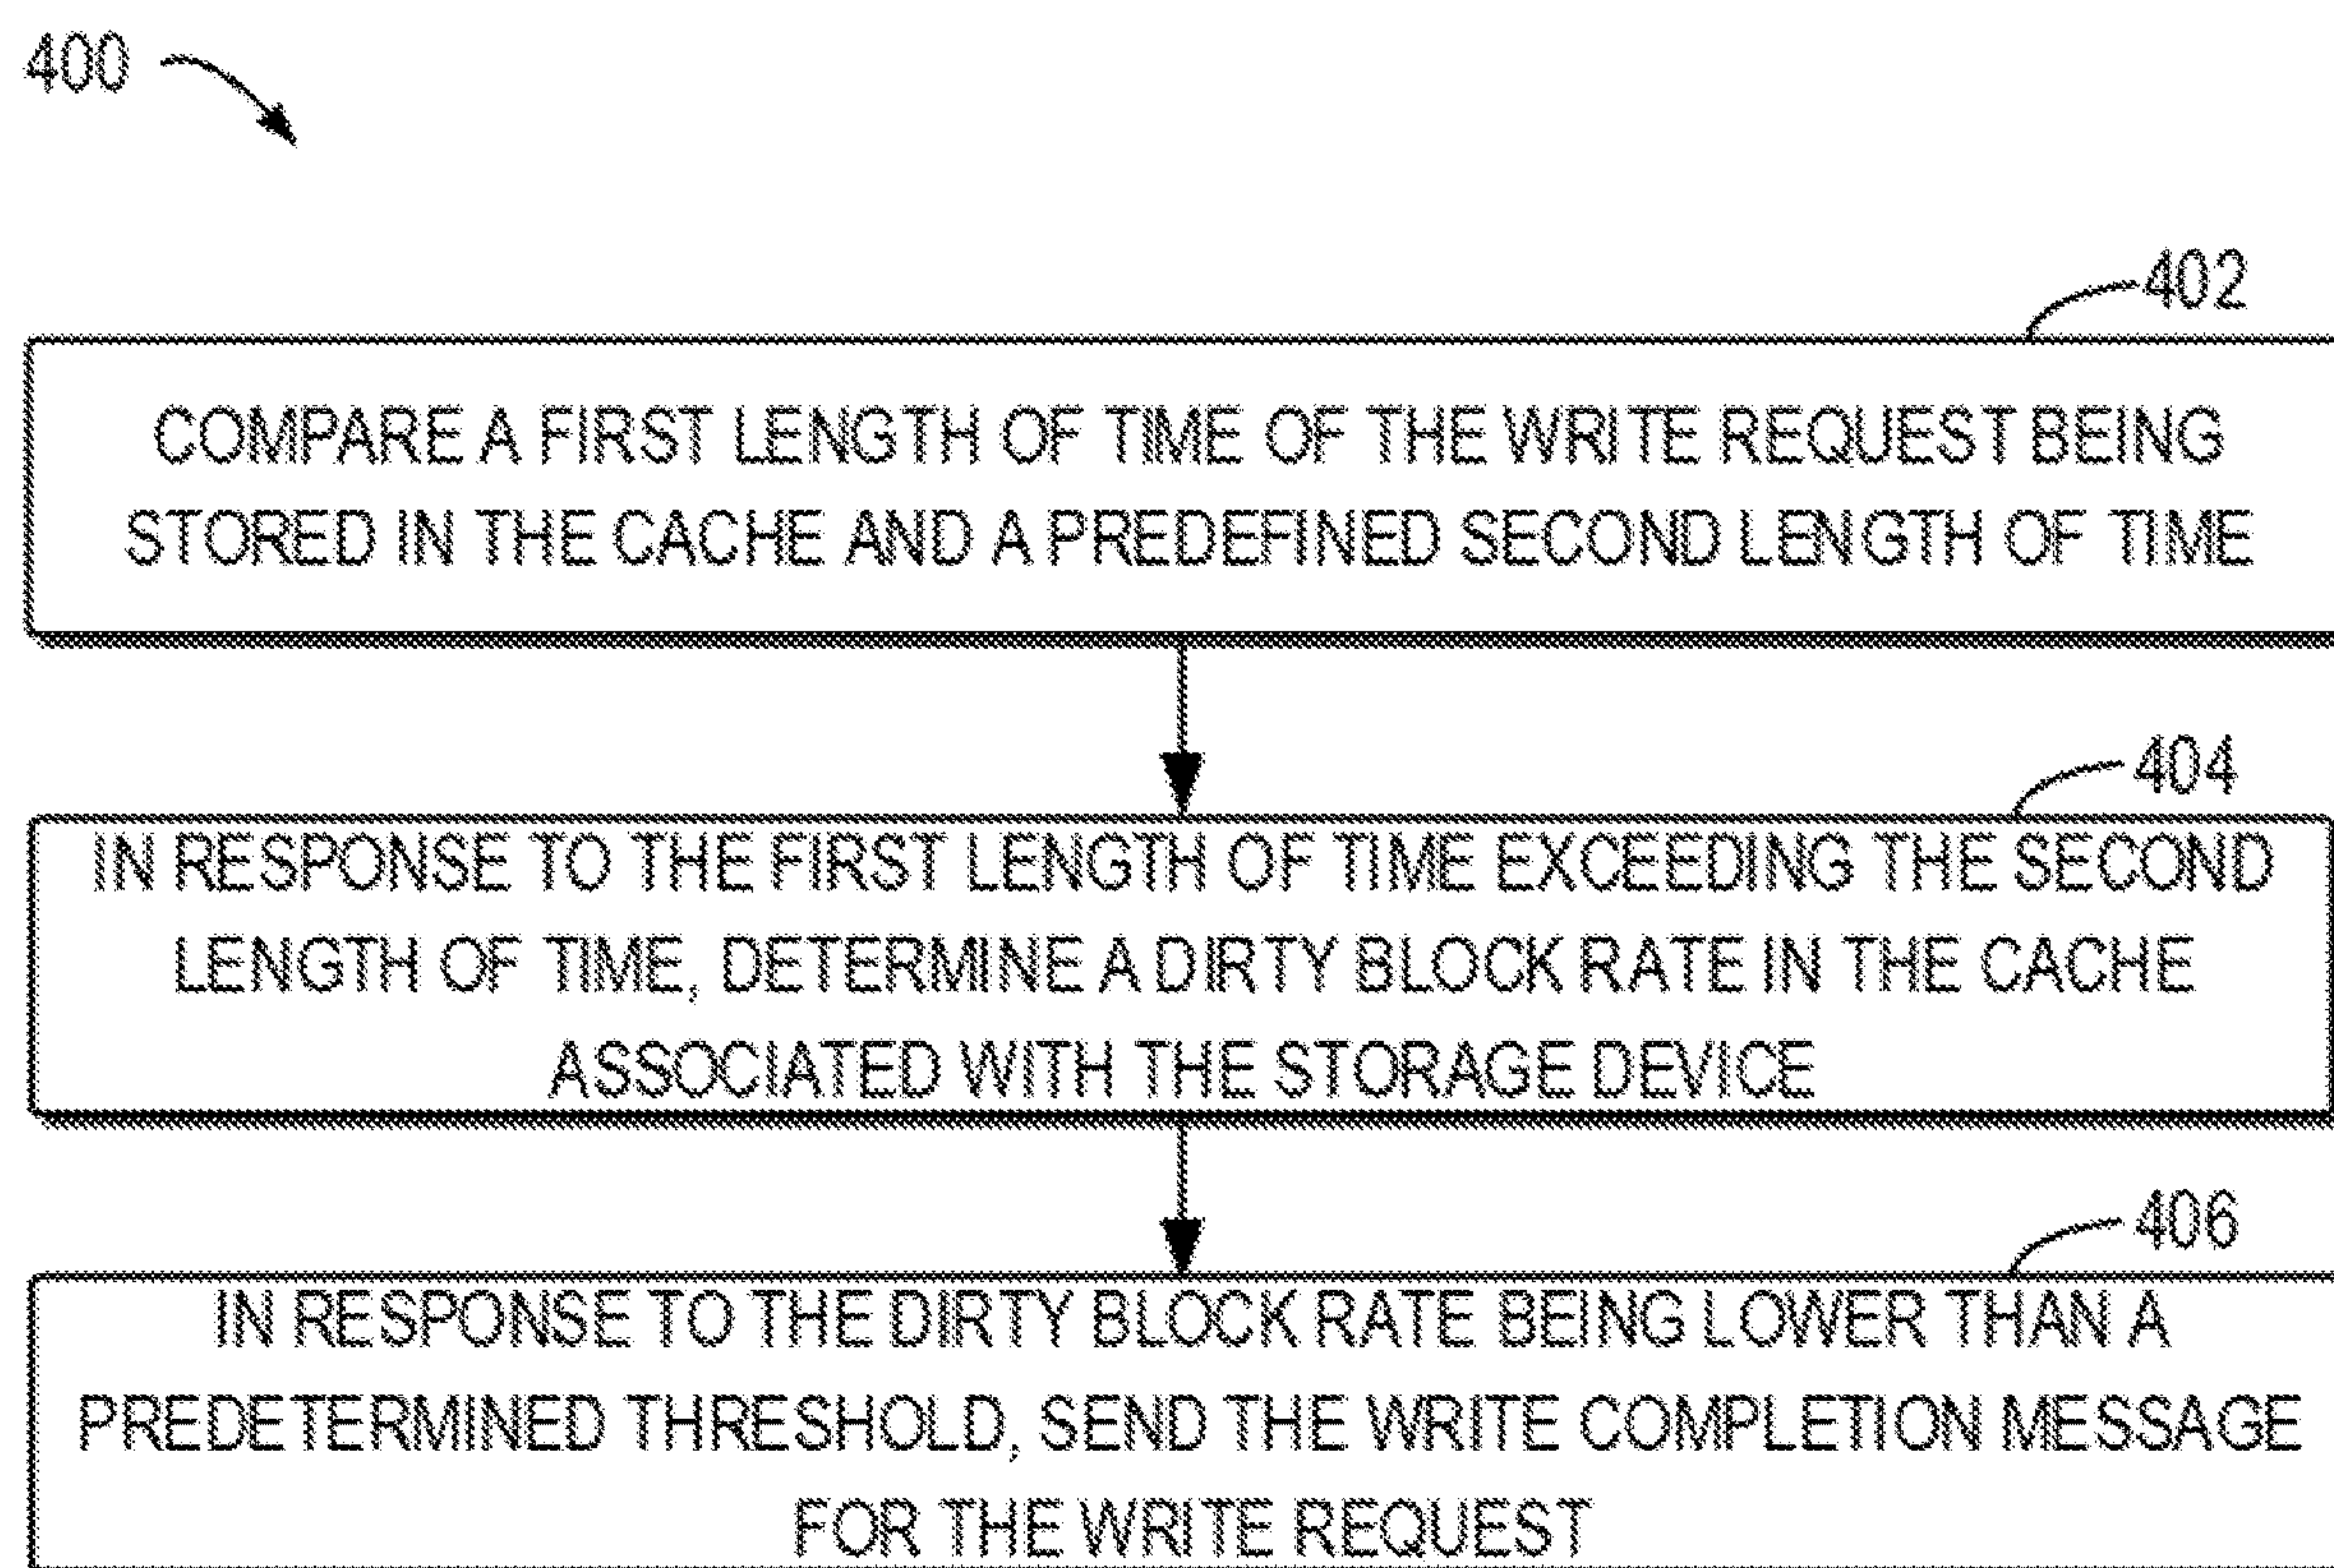 400
402
COMPARE A FIRST LENGTH OF TIME OF THE WRITE REQUEST BEING
STORED IN THE CACHE AND A PREDEFINED SECOND LENGTH OF TIME
404
IN RESPONSE TO THE FIRST LENGTH OF TIME EXCEEDING THE SECOND
LENGTH OF TIME, DETERMINE A DIRTY BLOCK RATE IN THE CACHE
ASSOCIATED WITH THE STORAGE DEVICE
406
IN RESPONSE TO THE DIRTY BLOCK RATE BEING LOWER THAN A
PREDETERMINED THRESHOLD, SEND THE WRITE COMPLETION MESSAGE
FOR THE WRITE REQUEST